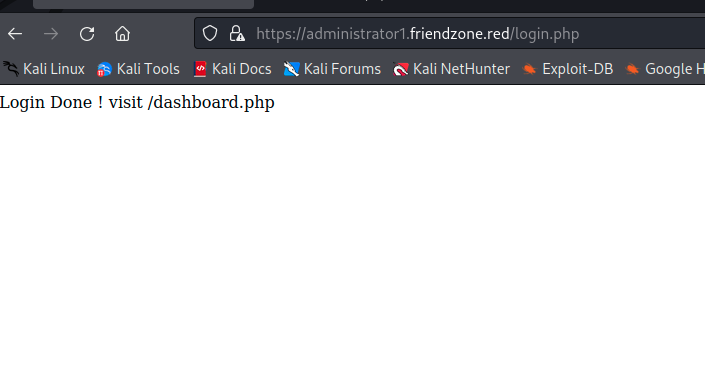 https://administrator1.friendzone.red/login.php
Kali Linux Kali Tools Kali Docs Kali Forums Kali NetHunter Exploit-DB Google H
Login Done ! visit /dashboard.php